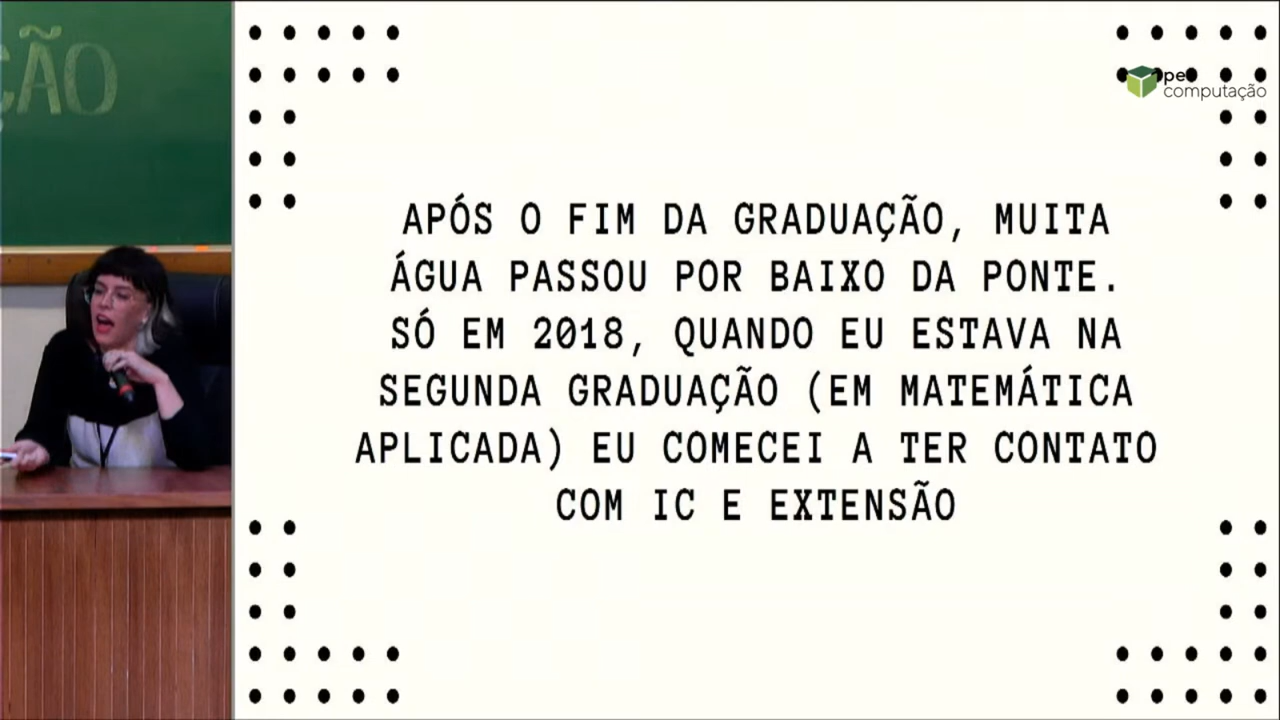 ÇÃO
pe
computação
APÓS O FIM DA GRADUAÇÃO, MUITA
ÁGUA PASSOU POR BAIXO DA PONTE.
SÓ EM 2018, QUANDO EU ESTAVA NA
SEGUNDA GRADUAÇÃO (EM MATEMÁTICA
APLICADA) EU COMECEI A TER CONTATO
COM IC E EXTENSÃO